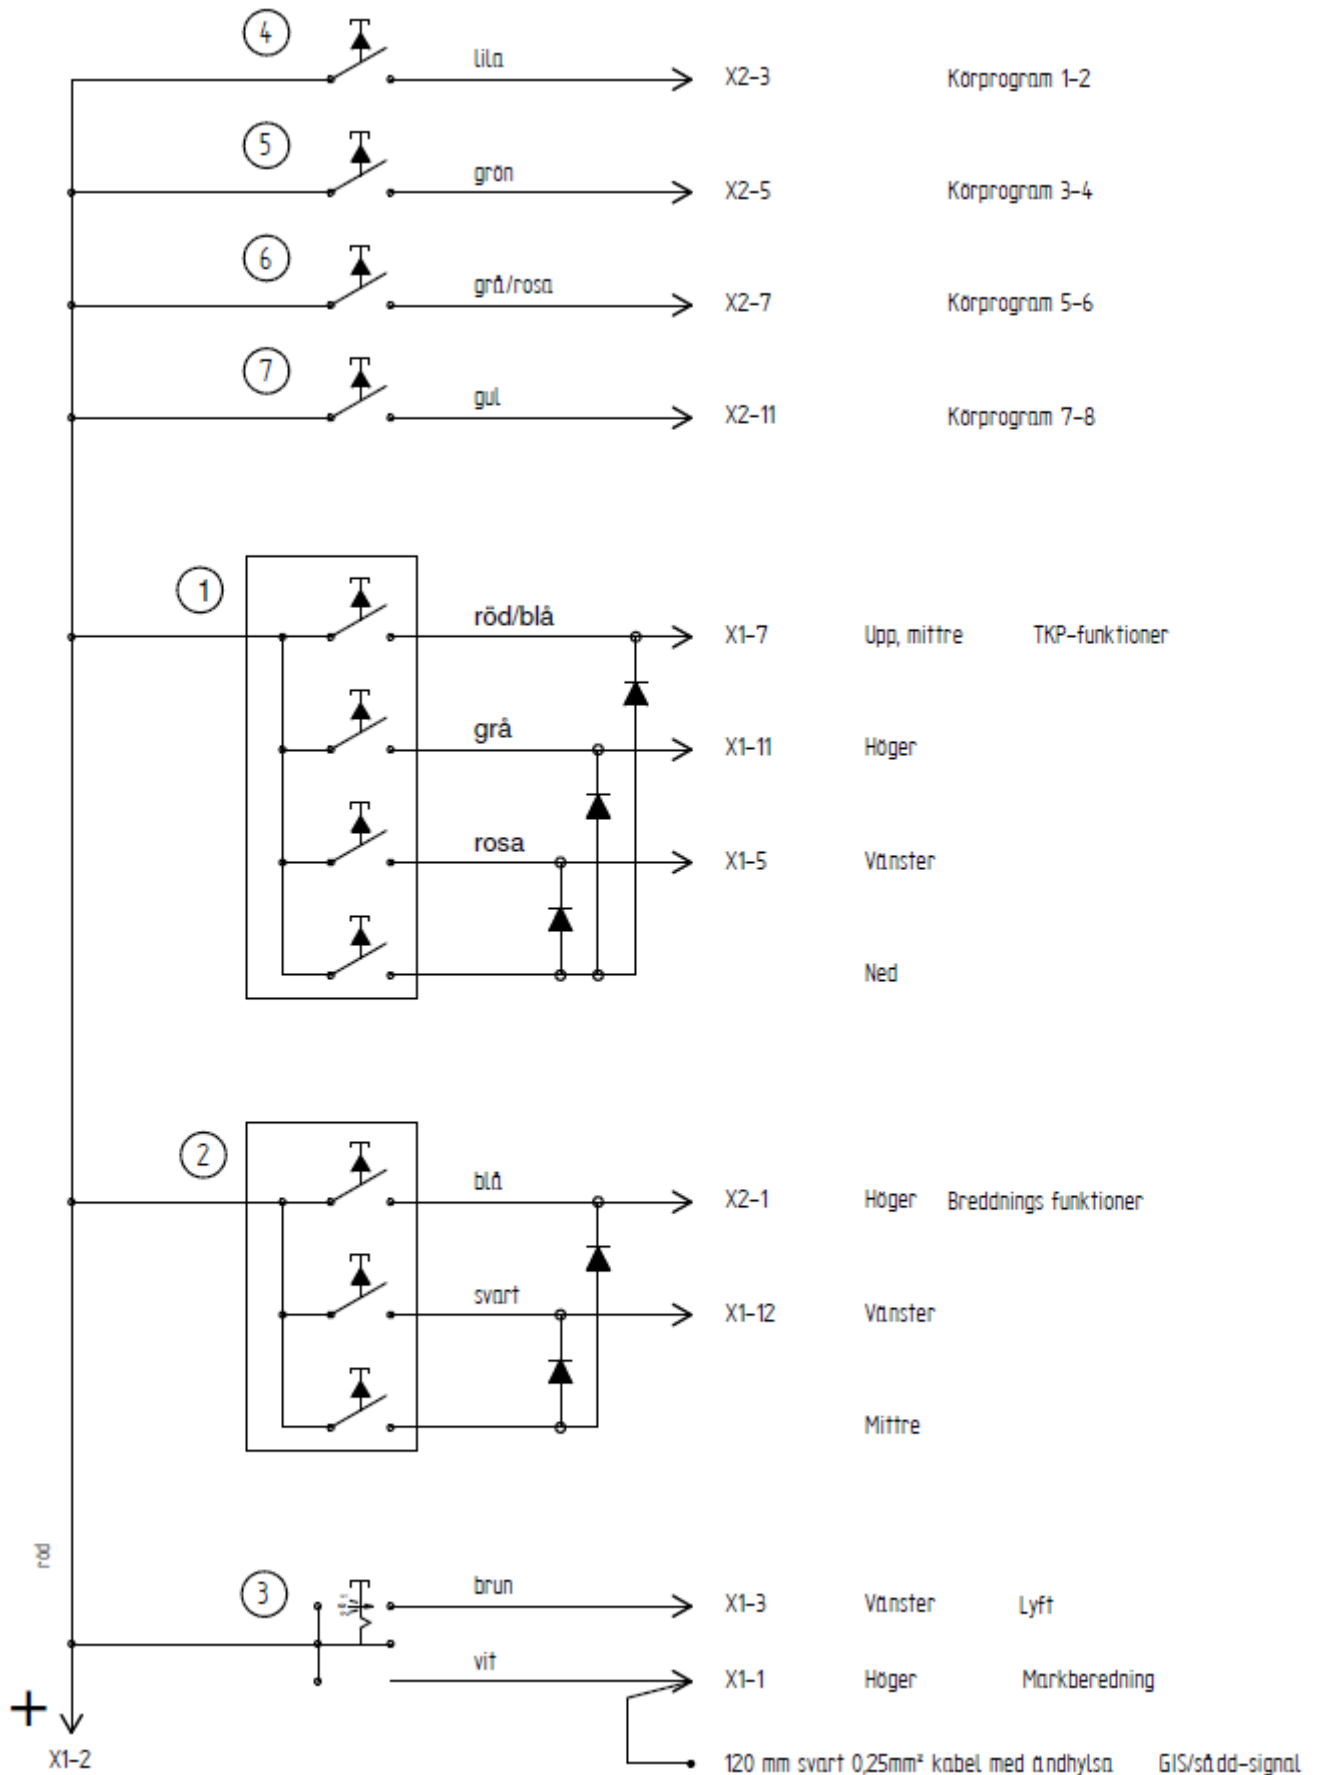 4
lila X2-3 Körprogram 1-2
5
grön X2-5 Körprogram 3-4
6
grå/rosa X2-7 Körprogram 5-6
7
gul X2-11 Körprogram 7-8
1
röd/blå X1-7 Upp, mittre TKP-funktioner
grå X1-11 Höger
rosa X1-5 Vänster
Ned
2
blå X2-1 Höger Breddnings funktioner
svart X1-12 Vänster
Mittre
röd
3
brun X1-3 Vänster Lyft
vit X1-1 Höger Markberedning
+
X1-2
120 mm svart 0,25mm² kabel med ändhylsa GIS/sådd-signal